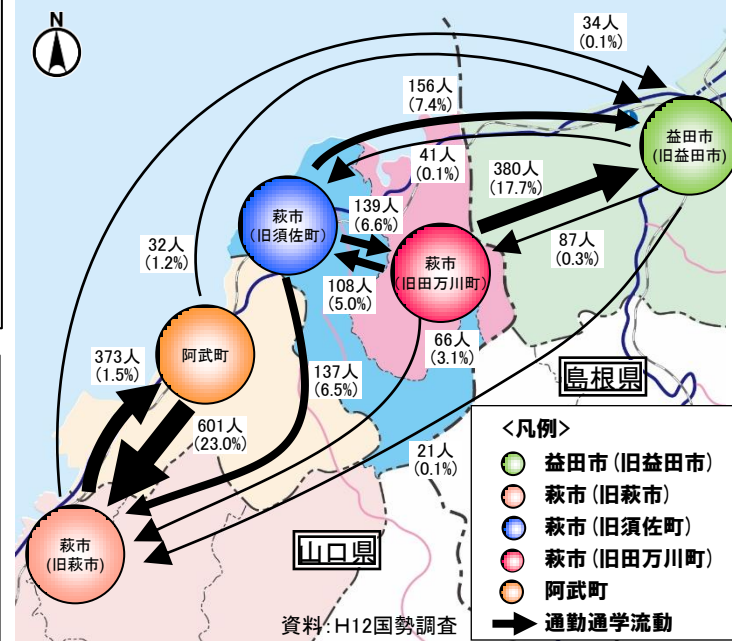 N
34人
(0.1%)
156人
(7.4%)
益田市
(旧益田市)
41人
(0.1%)
380人
(17.7%)
萩市
(旧須佐町)
139人
(6.6%)
萩市
(旧田万川町)
87人
(0.3%)
32人
(1.2%)
108人
(5.0%)
阿武町
66人
(3.1%)
373人
(1.5%)
137人
(6.5%)
島根県
601人
(23.0%)
21人
(0.1%)
萩市
(旧萩市)
山口県
<凡例>
益田市(旧益田市)
萩市(旧萩市)
萩市(旧須佐町)
萩市(旧田万川町)
阿武町
通勤通学流動
資料:H12国勢調査